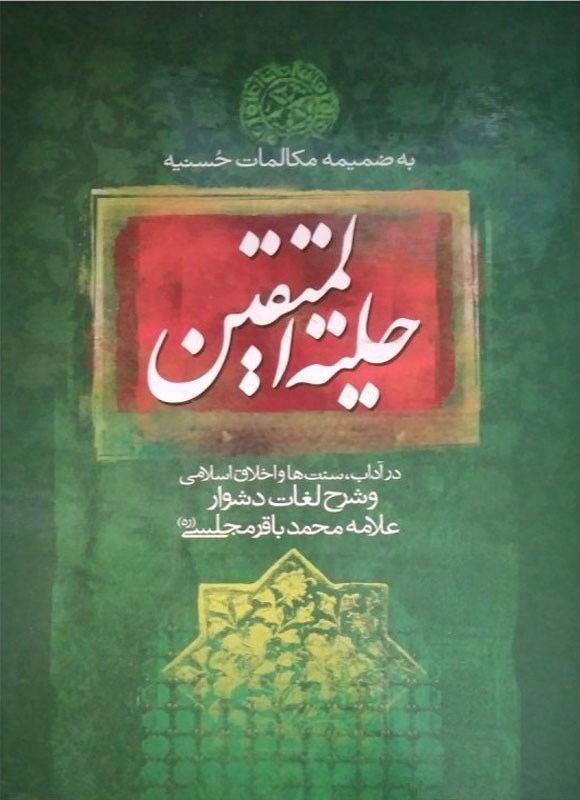 به ضمیمه مکالمات حُسنیه
حلیته المتقین
در آداب، سنت‌ها و اخلاق اسلامی
و شرح لغات دشوار
علامه محمد باقر مجلسی (ره)